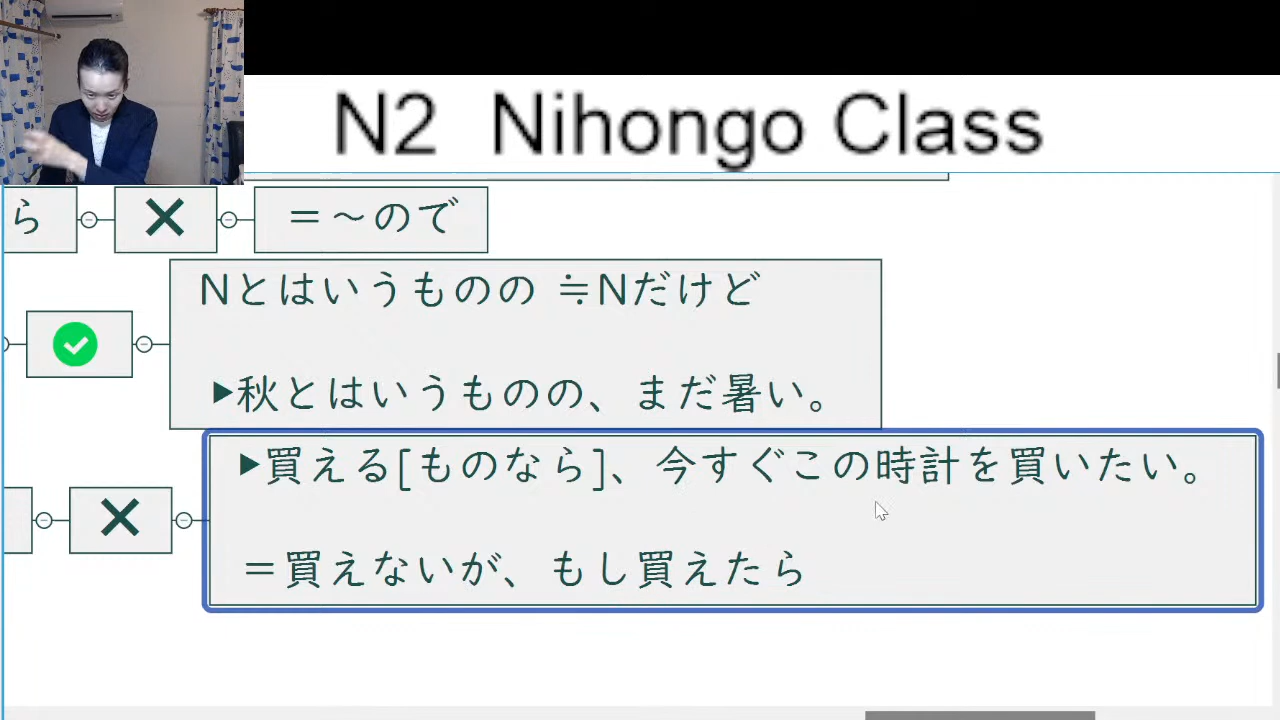 N2 Nihongo Class
ら
＝～ので
Nとはいうものの ≒Nだけど
▶秋とはいうものの、まだ暑い。
▶買える[ものなら]、今すぐこの時計を買いたい。
＝買えないが、もし買えたら